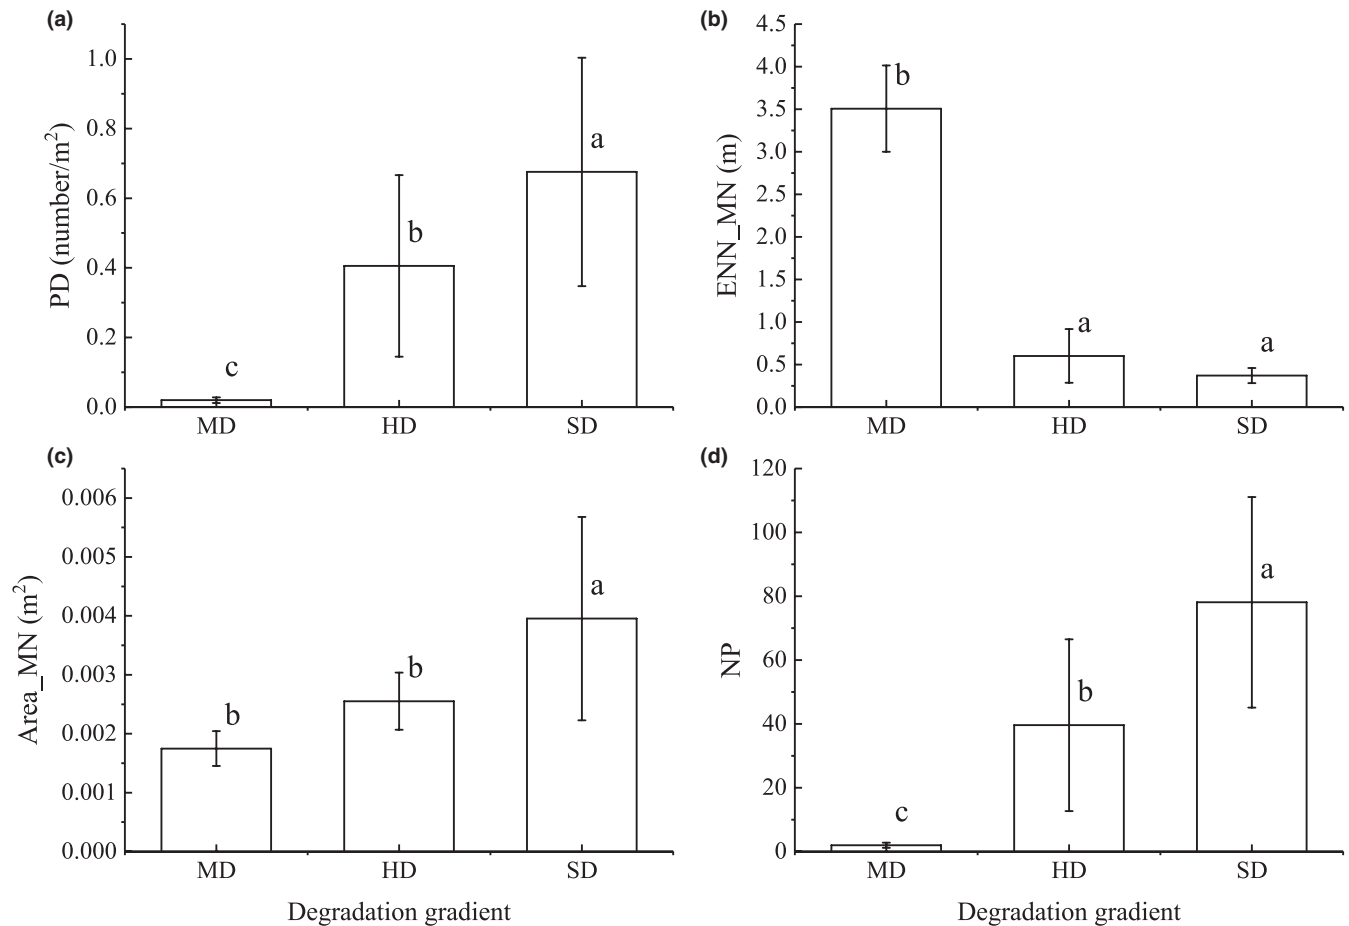 (a)
PD (number/m²)
1.0
0.8
0.6
0.4
0.2
0.0
c
b
a
MD HD SD
(b)
ENN_MN (m)
4.5
4.0
3.5
3.0
2.5
2.0
1.5
1.0
0.5
0.0
b
a
a
MD HD SD
(c)
Area_MN (m²)
0.006
0.005
0.004
0.003
0.002
0.001
0.000
b
b
a
MD HD SD
Degradation gradient
(d)
NP
120
100
80
60
40
20
0
c
b
a
MD HD SD
Degradation gradient